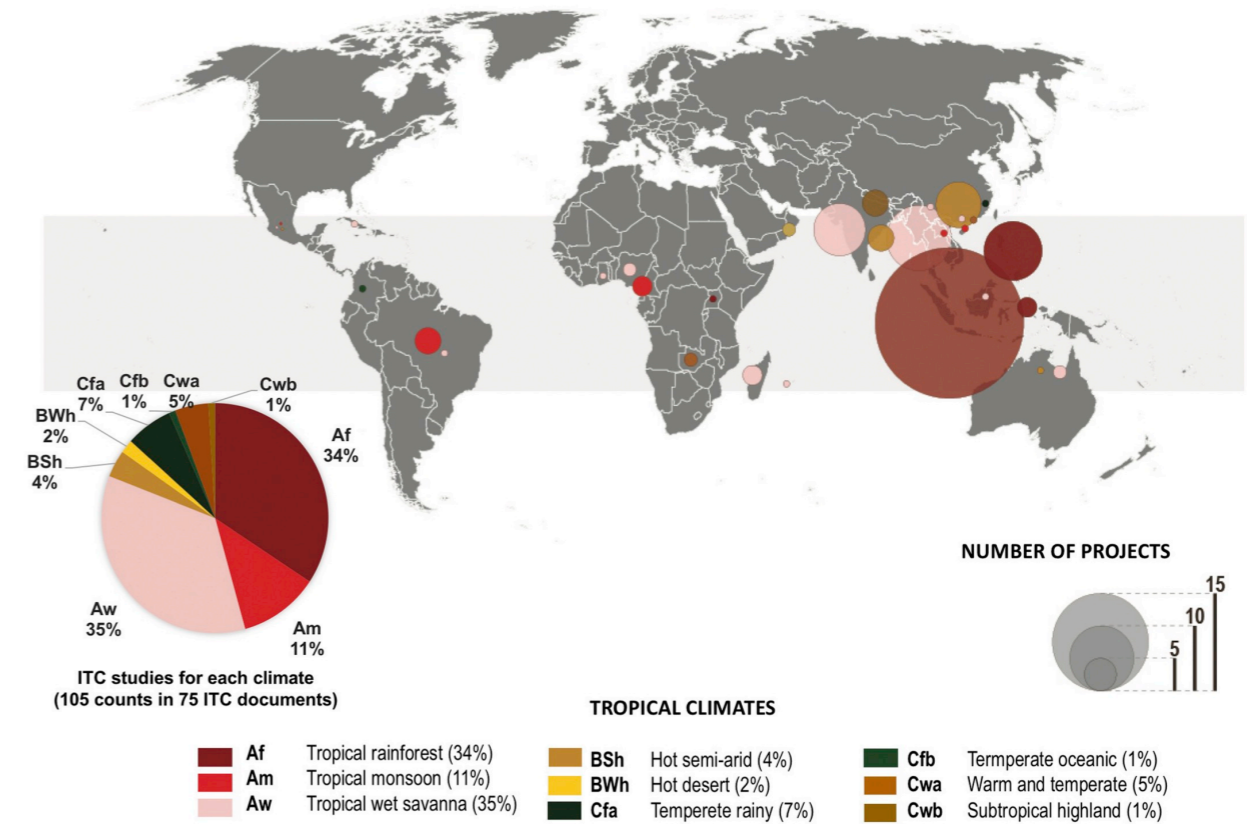 Cfa
7%
Cfb
1%
Cwa
5%
Cwb
1%
BWh
2%
BSh
4%
Af
34%
Aw
35%
Am
11%
ITC studies for each climate
(105 counts in 75 ITC documents)
NUMBER OF PROJECTS
15
10
5
TROPICAL CLIMATES
Af Tropical rainforest (34%)
Am Tropical monsoon (11%)
Aw Tropical wet savanna (35%)
BSh Hot semi-arid (4%)
BWh Hot desert (2%)
Cfa Temperete rainy (7%)
Cfb Termperate oceanic (1%)
Cwa Warm and temperate (5%)
Cwb Subtropical highland (1%)